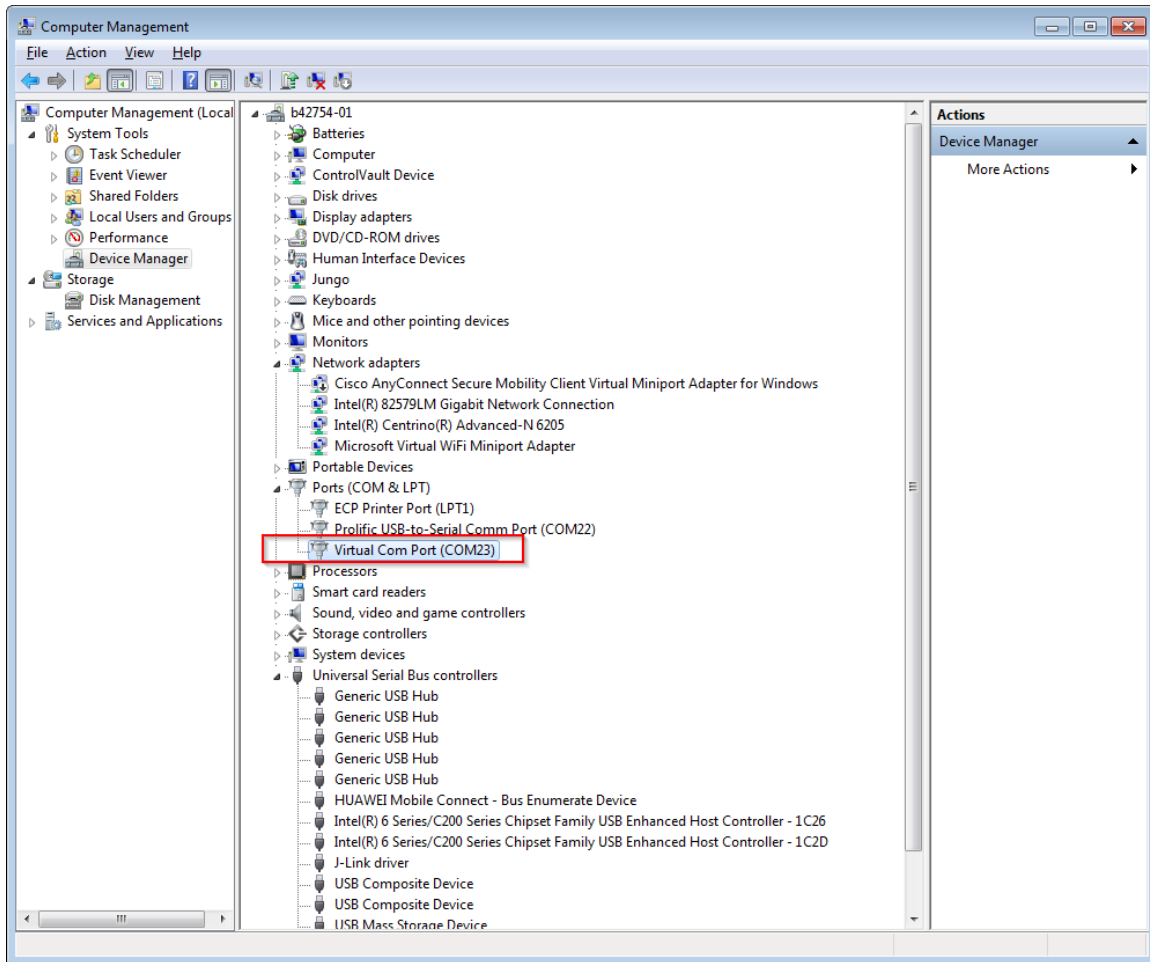 Computer Management
File Action View Help
Computer Management (Local
System Tools
Task Scheduler
Event Viewer
Shared Folders
Local Users and Groups
Performance
Device Manager
Storage
Disk Management
Services and Applications
b42754-01
Batteries
Computer
ControlVault Device
Disk drives
Display adapters
DVD/CD-ROM drives
Human Interface Devices
Jungo
Keyboards
Mice and other pointing devices
Monitors
Network adapters
Cisco AnyConnect Secure Mobility Client Virtual Miniport Adapter for Windows
Intel(R) 82579LM Gigabit Network Connection
Intel(R) Centrino(R) Advanced-N 6205
Microsoft Virtual WiFi Miniport Adapter
Portable Devices
Ports (COM & LPT)
ECP Printer Port (LPT1)
Prolific USB-to-Serial Comm Port (COM22)
Virtual Com Port (COM23)
Processors
Smart card readers
Sound, video and game controllers
Storage controllers
System devices
Universal Serial Bus controllers
Generic USB Hub
Generic USB Hub
Generic USB Hub
Generic USB Hub
Generic USB Hub
HUAWEI Mobile Connect - Bus Enumerate Device
Intel(R) 6 Series/C200 Series Chipset Family USB Enhanced Host Controller - 1C26
Intel(R) 6 Series/C200 Series Chipset Family USB Enhanced Host Controller - 1C2D
J-Link driver
USB Composite Device
USB Composite Device
USB Mass Storage Device
Actions
Device Manager
More Actions